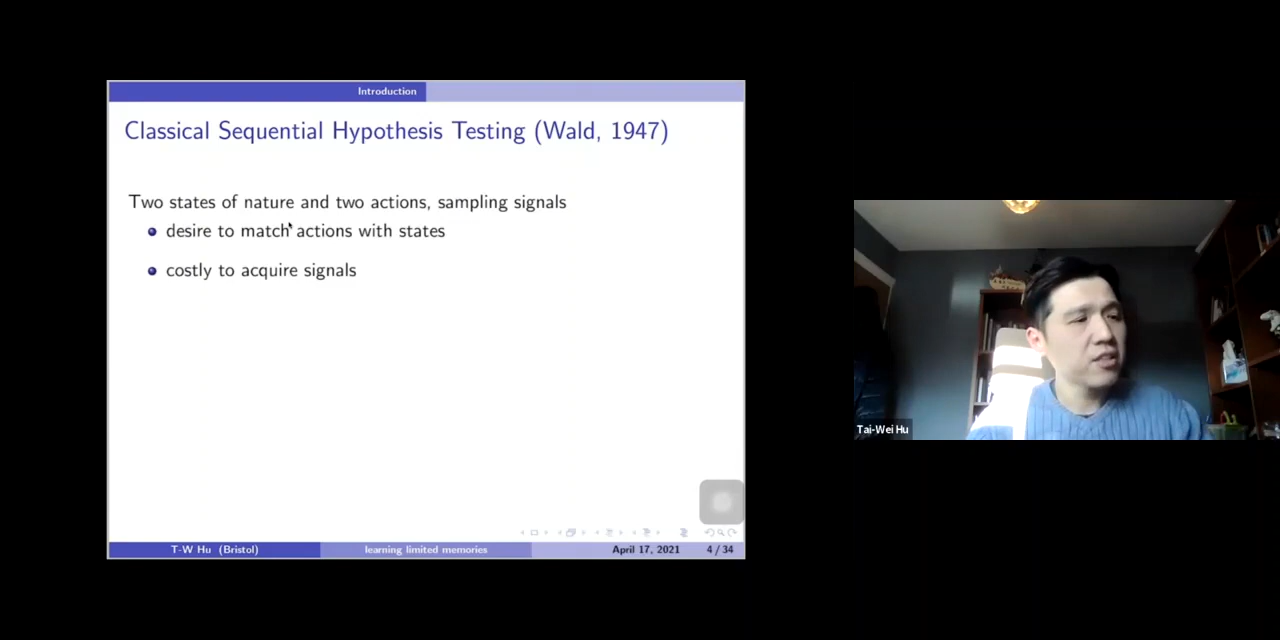 Introduction
Classical Sequential Hypothesis Testing (Wald, 1947)
Two states of nature and two actions, sampling signals
desire to match actions with states
costly to acquire signals
T-W Hu (Bristol)
learning limited memories
April 17, 2021
4 / 34
Tai-Wei Hu